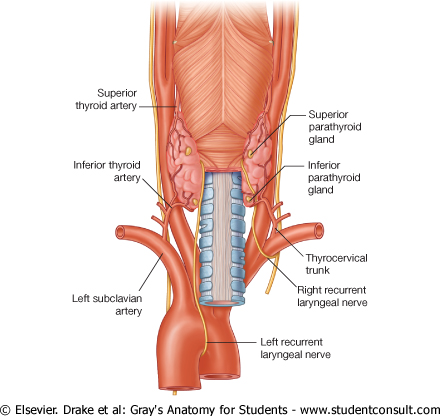 Superior
thyroid artery
Superior
parathyroid
gland
Inferior thyroid
artery
Inferior
parathyroid
gland
Thyrocervical
trunk
Left subclavian
artery
Right recurrent
laryngeal nerve
Left recurrent
laryngeal nerve
© Elsevier. Drake et al: Gray's Anatomy for Students - www.studentconsult.com